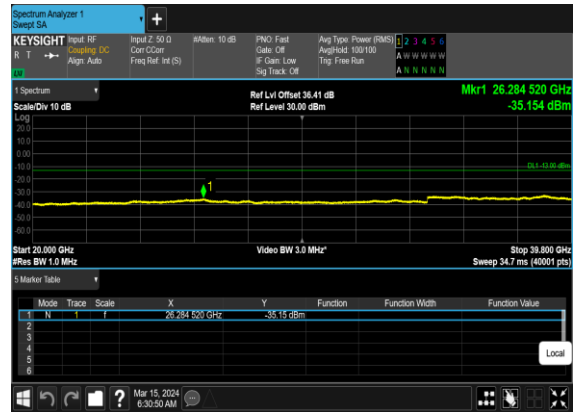 Spectrum Analyzer 1
Swept SA
+
KEYSIGHT Input: RF Input Z: 50 Ω #Atten: 10 dB PNO: Fast Avg Type: Power (RMS) 1 2 3 4 5 6
R T Coupling: DC Corr CCorr Gate: Off Avg|Hold: 100/100 A W W W W W
Align: Auto Freq Ref: Int (S) IF Gain: Low Trig: Free Run
Sig Track: Off A N N N N N
1 Spectrum Ref Lvl Offset 36.41 dB Mkr1 26.284 520 GHz
Scale/Div 10 dB Ref Level 30.00 dBm -35.154 dBm
Log
20.0
10.0
0.00
-10.0
DL1 -13.00 dBm
-20.0
1
-30.0
-40.0
-50.0
-60.0
Start 20.000 GHz Video BW 3.0 MHz* Stop 39.800 GHz
#Res BW 1.0 MHz Sweep 34.7 ms (40001 pts)
5 Marker Table
Mode Trace Scale X Y Function Function Width Function Value
1 N 1 f 26.284 520 GHz -35.15 dBm
2
3
4
5
6
Local
? Mar 15, 2024
6:30:50 AM